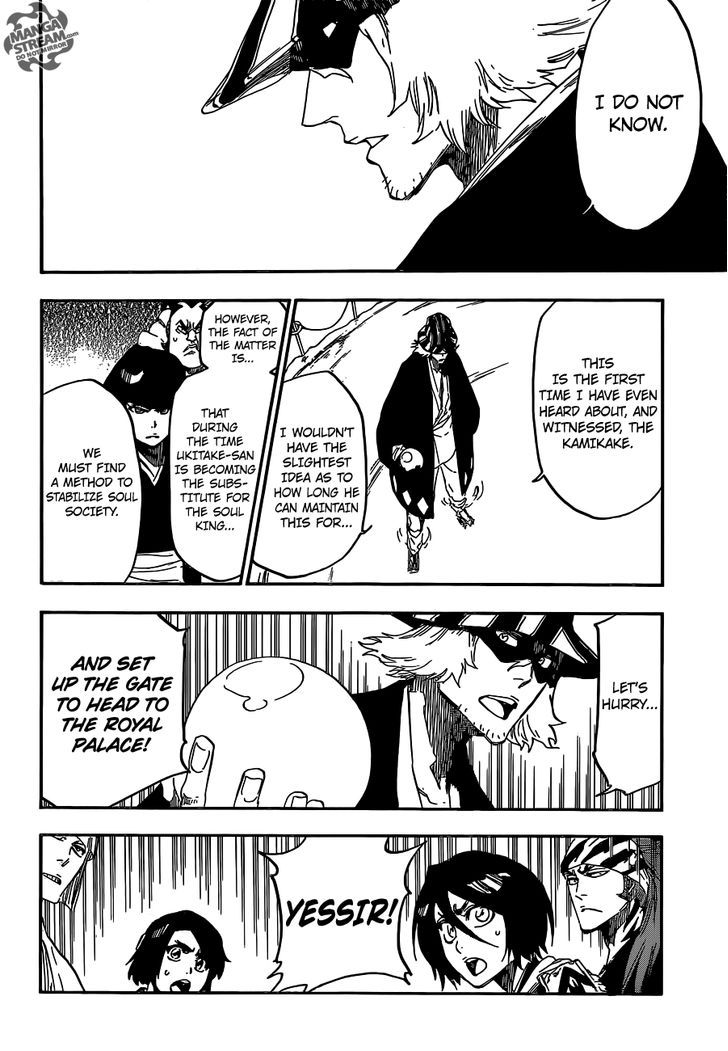 MANGA
STREAM.com
DO NOT MIRROR
I DO NOT
KNOW.
THIS
IS THE FIRST
TIME I HAVE EVEN
HEARD ABOUT, AND
WITNESSED, THE
KAMIKAKE.
I WOULDN'T
HAVE THE
SLIGHTEST
IDEA AS TO
HOW LONG HE
CAN MAINTAIN
THIS FOR...
HOWEVER,
THE FACT OF
THE MATTER
IS...
THAT
DURING
THE TIME
UKITAKE-SAN
IS BECOMING
THE SUBS-
TITUTE FOR
THE SOUL
KING...
WE
MUST FIND
A METHOD TO
STABILIZE SOUL
SOCIETY.
LET'S
HURRY...
AND SET
UP THE GATE
TO HEAD TO
THE ROYAL
PALACE!
YESSIR!